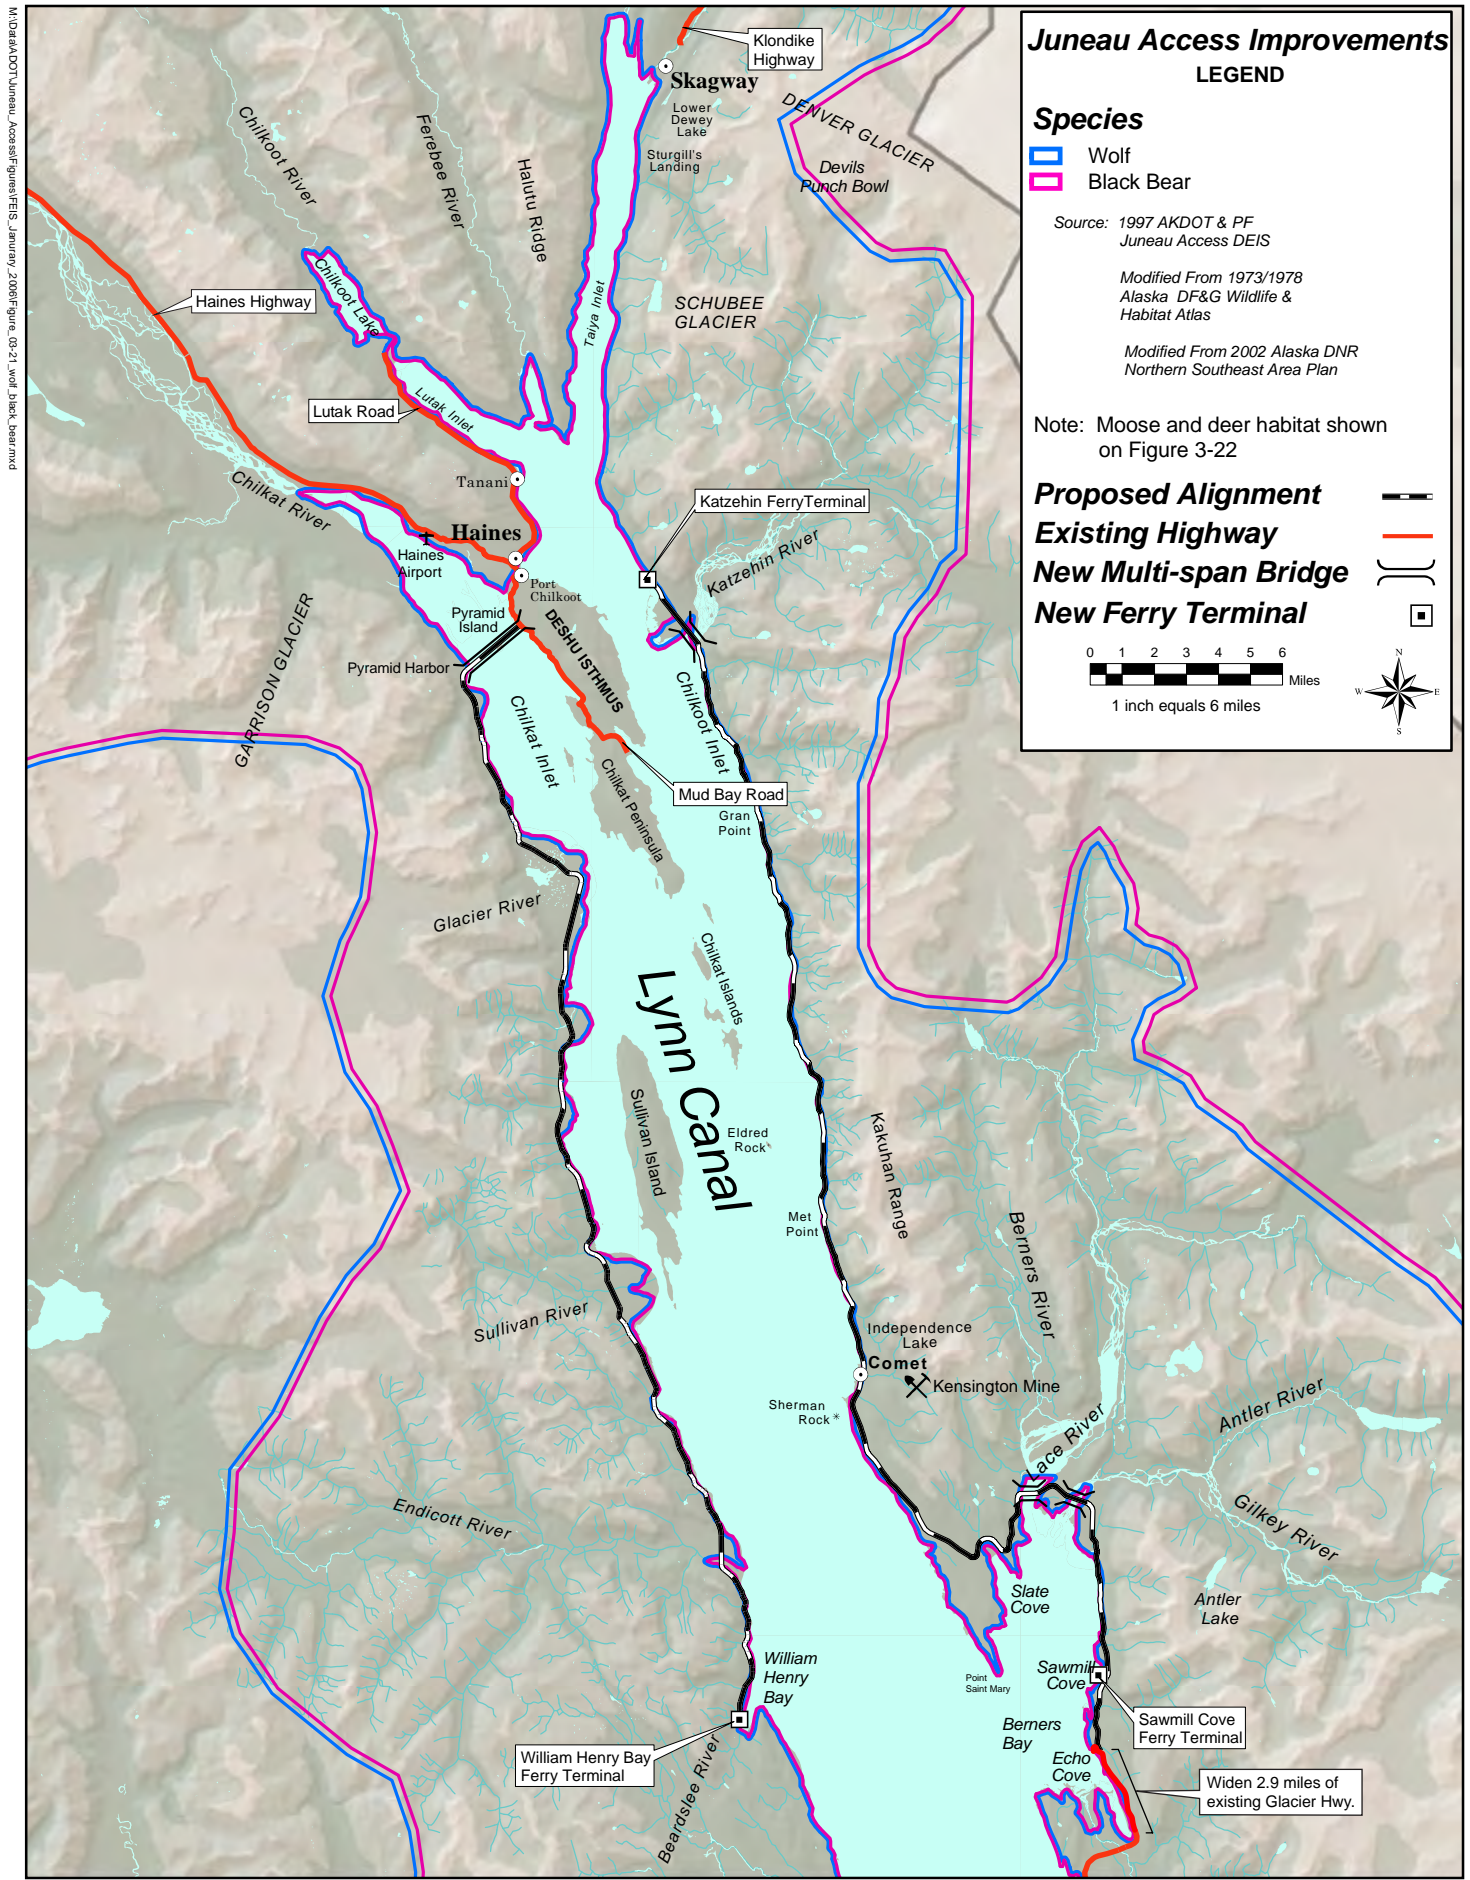 M:\Data\ADOT\Juneau_Access\Figures\FEIS_Janurary_2006\Figure_03-21_wolf_black_bear.mxd
Juneau Access Improvements
LEGEND
Species
Wolf
Black Bear
Source: 1997 AKDOT & PF
Juneau Access DEIS
Modified From 1973/1978
Alaska DF&G Wildlife &
Habitat Atlas
Modified From 2002 Alaska DNR
Northern Southeast Area Plan
Note: Moose and deer habitat shown
on Figure 3-22
Proposed Alignment
Existing Highway
New Multi-span Bridge
New Ferry Terminal
0 1 2 3 4 5 6
Miles
1 inch equals 6 miles
N
W
E
S
Klondike
Highway
Skagway
Lower
Dewey
Lake
Sturgill's
Landing
DENVER GLACIER
Devils
Punch Bowl
Chilkoot River
Ferebee River
Halutu Ridge
Taiya Inlet
SCHUBEE
GLACIER
Chilkoot Lake
Haines Highway
Lutak Road
Lutak Inlet
Tanani
Chilkat River
Haines
Haines
Airport
Port
Chilkoot
Katzehin FerryTerminal
Katzehin River
Pyramid
Island
Pyramid Harbor
DESHU ISTHMUS
GARRISON GLACIER
Chilkat Inlet
Chilkoot Inlet
Mud Bay Road
Chilkat Peninsula
Gran
Point
Glacier River
Chilkat Islands
Lynn Canal
Sullivan Island
Eldred
Rock
Kakuhan Range
Met
Point
Berners River
Sullivan River
Independence
Lake
Comet
Kensington Mine
Sherman
Rock
Lace River
Antler River
Gilkey River
Endicott River
Slate
Cove
Antler
Lake
William
Henry
Bay
Point
Saint Mary
Sawmill
Cove
Sawmill Cove
Ferry Terminal
Berners
Bay
Echo
Cove
William Henry Bay
Ferry Terminal
Beardslee River
Widen 2.9 miles of
existing Glacier Hwy.